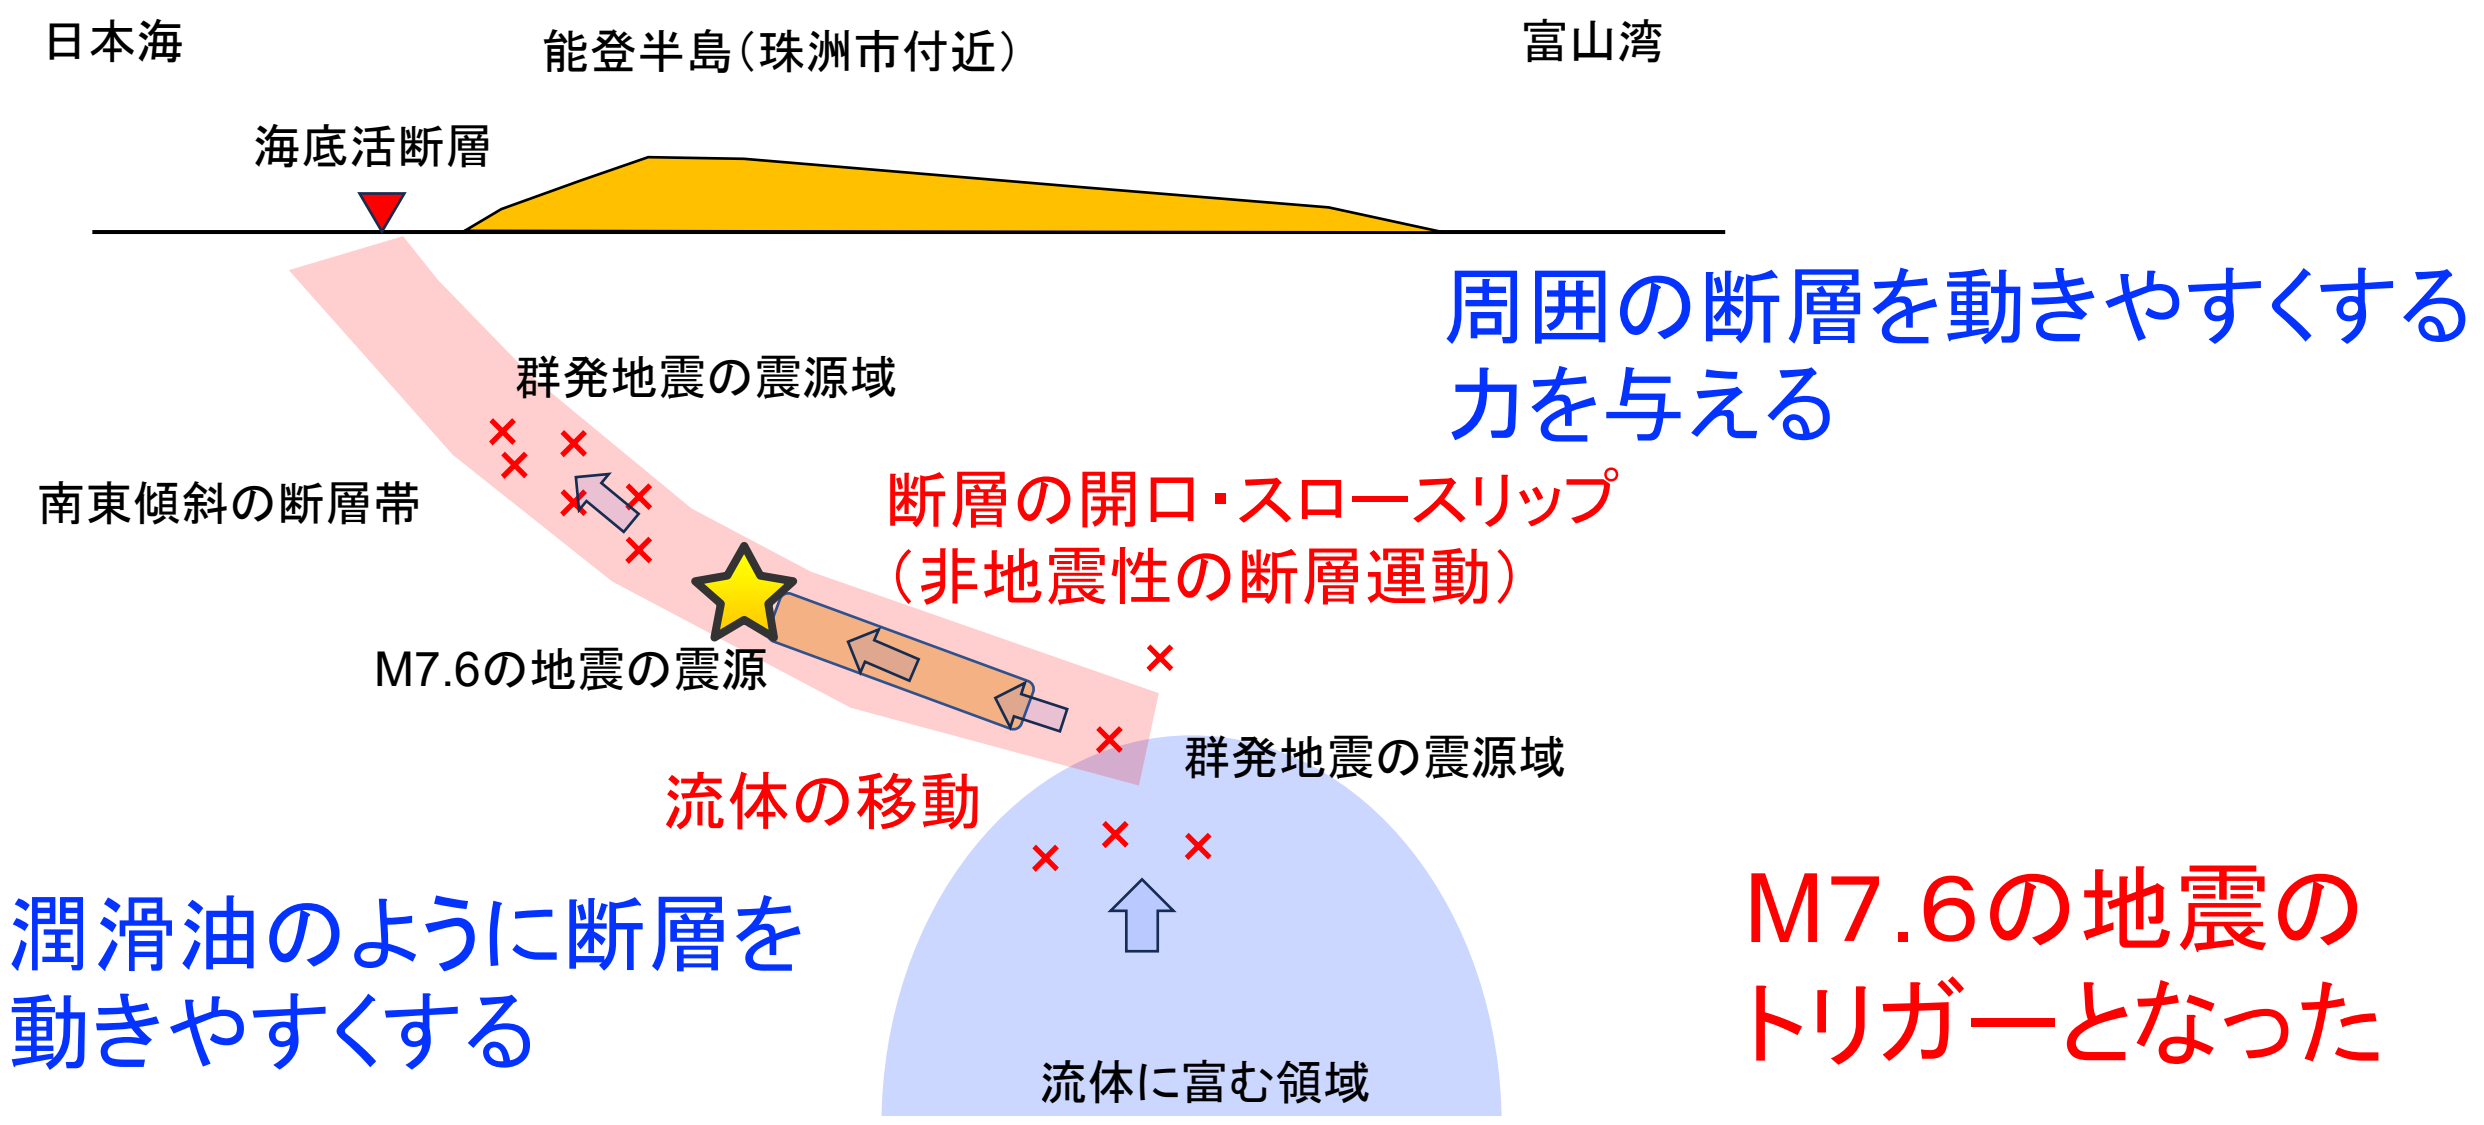 日本海
能登半島（珠洲市付近）
富山湾
海底活断層
周囲の断層を動きやすくする
力を与える
群発地震の震源域
南東傾斜の断層帯
断層の開口・スロースリップ
（非地震性の断層運動）
M7.6の地震の震源
群発地震の震源域
流体の移動
潤滑油のように断層を
動きやすくする
M7.6の地震の
トリガーとなった
流体に富む領域